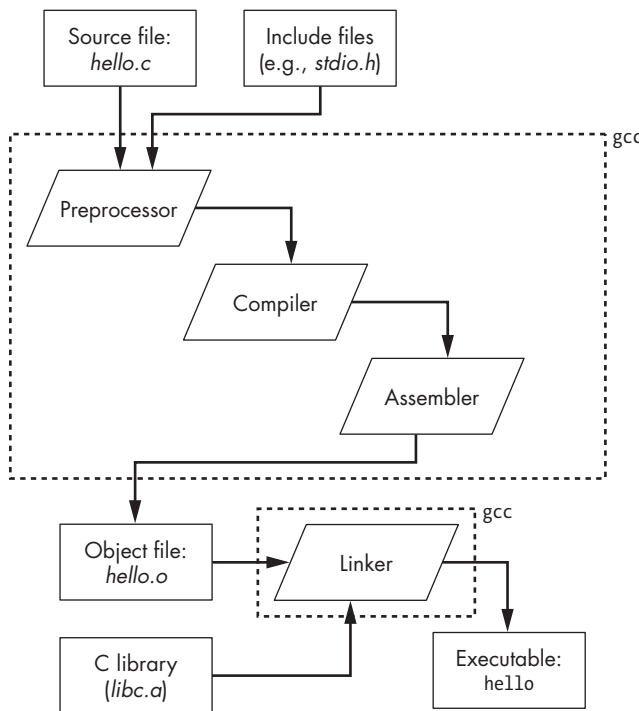 Source file:
hello.c
Include files
(e.g., stdio.h)
gcc
Preprocessor
Compiler
Assembler
Object file:
hello.o
gcc
Linker
C library
(libc.a)
Executable:
hello